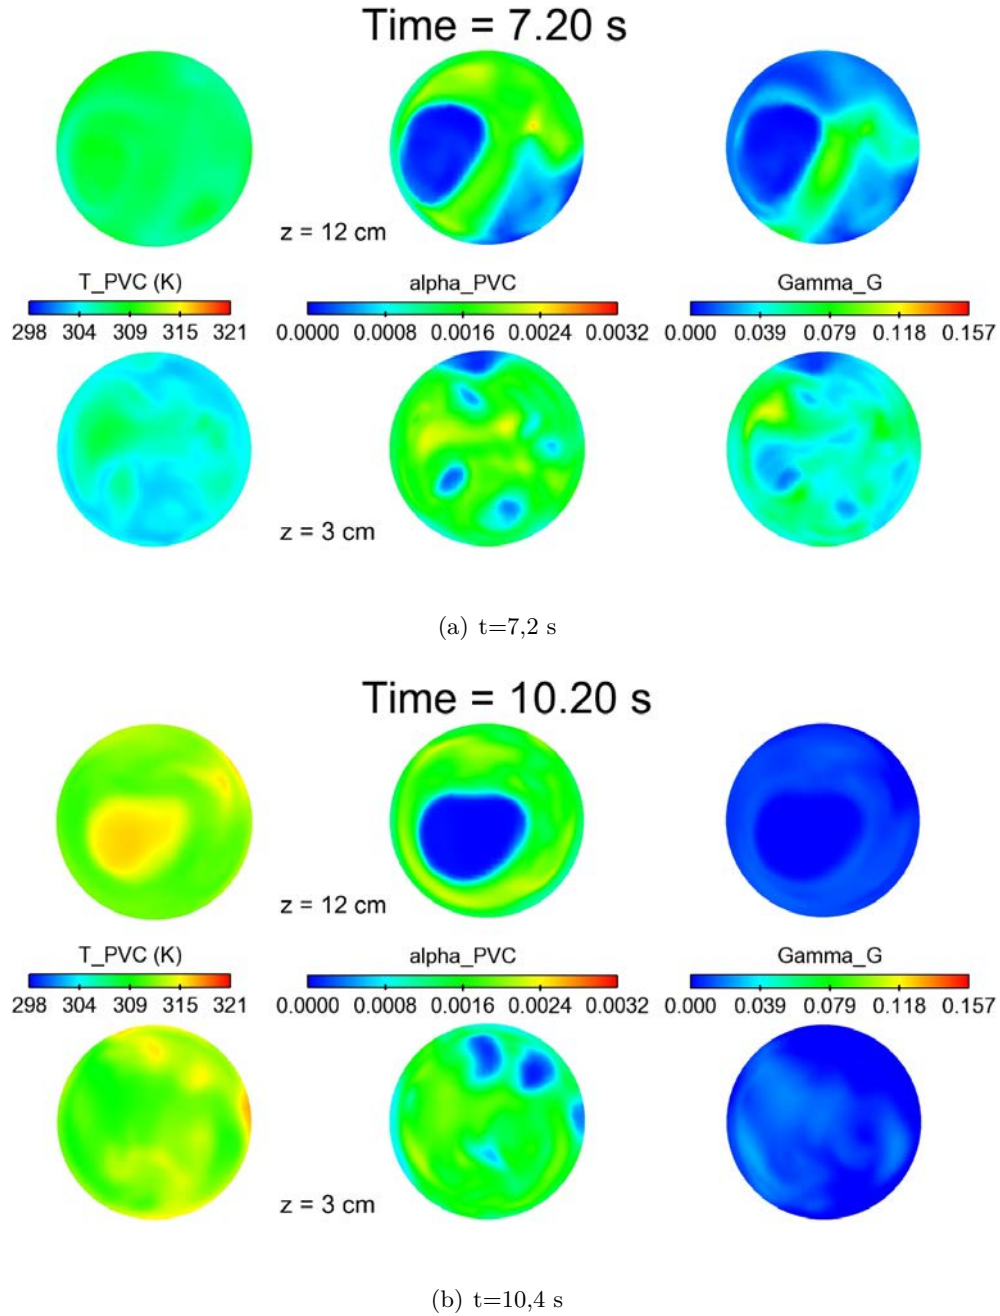 Time = 7.20 s
z = 12 cm
T_PVC (K) alpha_PVC Gamma_G
298 304 309 315 321 0.0000 0.0008 0.0016 0.0024 0.0032 0.000 0.039 0.079 0.118 0.157
z = 3 cm
(a) t=7,2 s
Time = 10.20 s
z = 12 cm
T_PVC (K) alpha_PVC Gamma_G
298 304 309 315 321 0.0000 0.0008 0.0016 0.0024 0.0032 0.000 0.039 0.079 0.118 0.157
z = 3 cm
(b) t=10,4 s